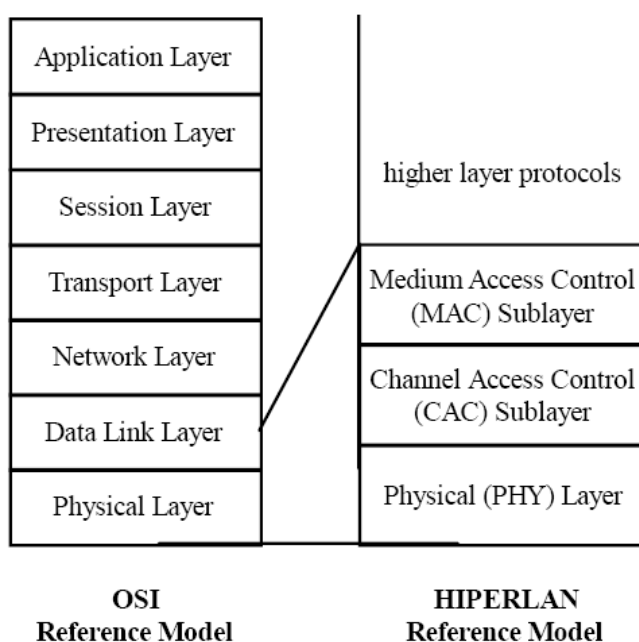 Application Layer
Presentation Layer
Session Layer
Transport Layer
Network Layer
Data Link Layer
Physical Layer
OSI
Reference Model
higher layer protocols
Medium Access Control
(MAC) Sublayer
Channel Access Control
(CAC) Sublayer
Physical (PHY) Layer
HIPERLAN
Reference Model